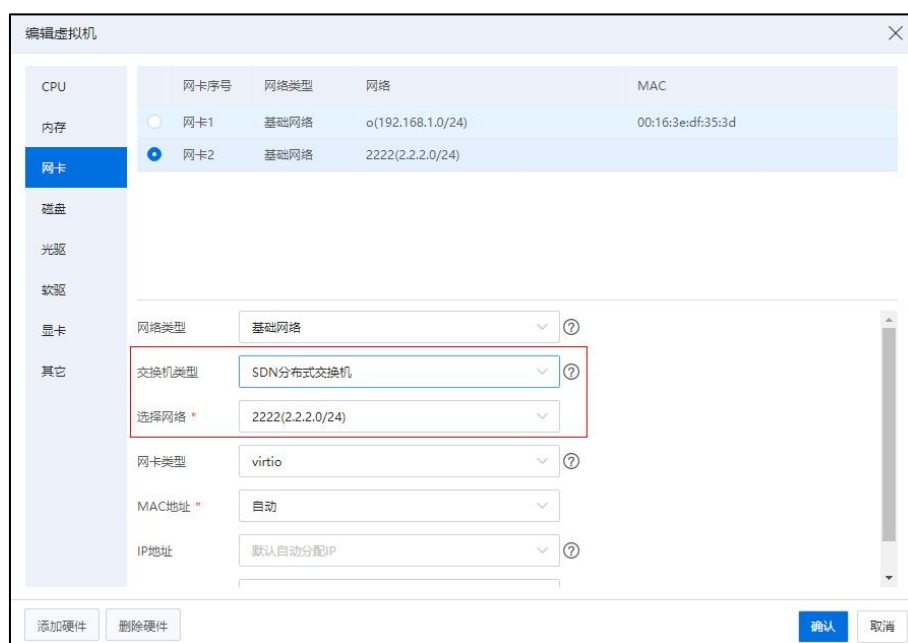 编辑虚拟机
CPU
内存
网卡
磁盘
光驱
软驱
显卡
其它
网卡序号 网络类型 网络 MAC
网卡1 基础网络 o(192.168.1.0/24) 00:16:3e:df:35:3d
网卡2 基础网络 2222(2.2.2.0/24)
网络类型 基础网络
交换机类型 SDN分布式交换机
选择网络 * 2222(2.2.2.0/24)
网卡类型 virtio
MAC地址 * 自动
IP地址 默认自动分配IP
添加硬件 删除硬件 确认 取消